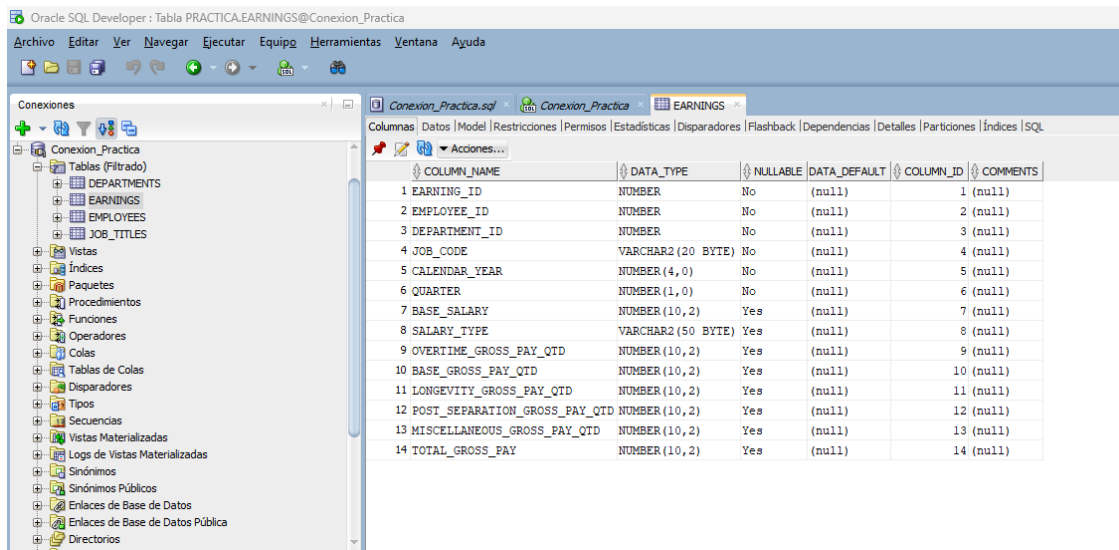 Oracle SQL Developer : Tabla PRACTICA.EARNINGS@Conexion_Practica
Archivo Editar Ver Navegar Ejecutar Equipo Herramientas Ventana Ayuda
Conexiones
Conexion_Practica
Tablas (Filtrado)
DEPARTMENTS
EARNINGS
EMPLOYEES
JOB_TITLES
Vistas
Índices
Paquetes
Procedimientos
Funciones
Operadores
Colas
Tablas de Colas
Disparadores
Tipos
Secuencias
Vistas Materializadas
Logs de Vistas Materializadas
Sinónimos
Sinónimos Públicos
Enlaces de Base de Datos
Enlaces de Base de Datos Pública
Directorios
Conexion_Practica.sql Conexion_Practica EARNINGS
Columnas Datos Model Restricciones Permisos Estadísticas Disparadores Flashback Dependencias Detalles Particiones Índices SQL
Acciones...
COLUMN_NAME DATA_TYPE NULLABLE DATA_DEFAULT COLUMN_ID COMMENTS
1 EARNING_ID NUMBER No (null) 1 (null)
2 EMPLOYEE_ID NUMBER No (null) 2 (null)
3 DEPARTMENT_ID NUMBER No (null) 3 (null)
4 JOB_CODE VARCHAR2(20 BYTE) No (null) 4 (null)
5 CALENDAR_YEAR NUMBER(4,0) No (null) 5 (null)
6 QUARTER NUMBER(1,0) No (null) 6 (null)
7 BASE_SALARY NUMBER(10,2) Yes (null) 7 (null)
8 SALARY_TYPE VARCHAR2(50 BYTE) Yes (null) 8 (null)
9 OVERTIME_GROSS_PAY_QTD NUMBER(10,2) Yes (null) 9 (null)
10 BASE_GROSS_PAY_QTD NUMBER(10,2) Yes (null) 10 (null)
11 LONGEVITY_GROSS_PAY_QTD NUMBER(10,2) Yes (null) 11 (null)
12 POST_SEPARATION_GROSS_PAY_QTD NUMBER(10,2) Yes (null) 12 (null)
13 MISCELLANEOUS_GROSS_PAY_QTD NUMBER(10,2) Yes (null) 13 (null)
14 TOTAL_GROSS_PAY NUMBER(10,2) Yes (null) 14 (null)